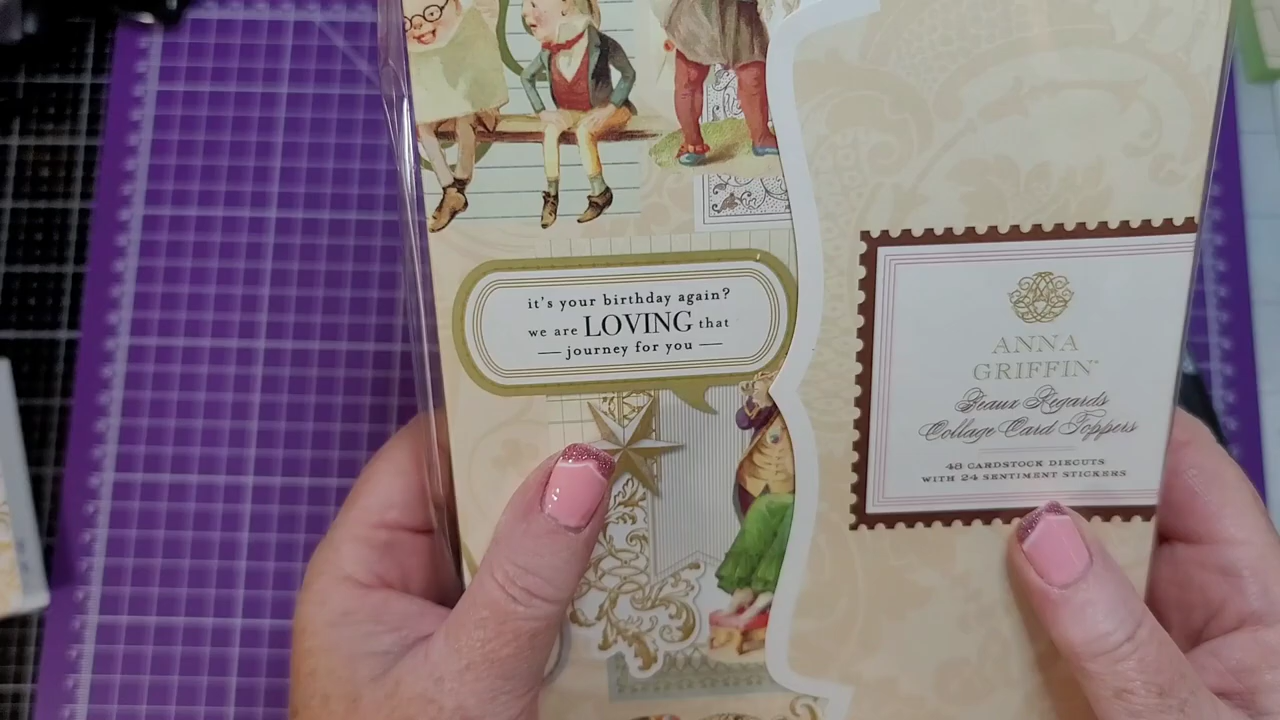 it's your birthday again?
we are LOVING that
— journey for you —
ANNA
GRIFFIN™
Beaux Regards
Collage Card Toppers
48 CARDSTOCK DIECUTS
WITH 24 SENTIMENT STICKERS